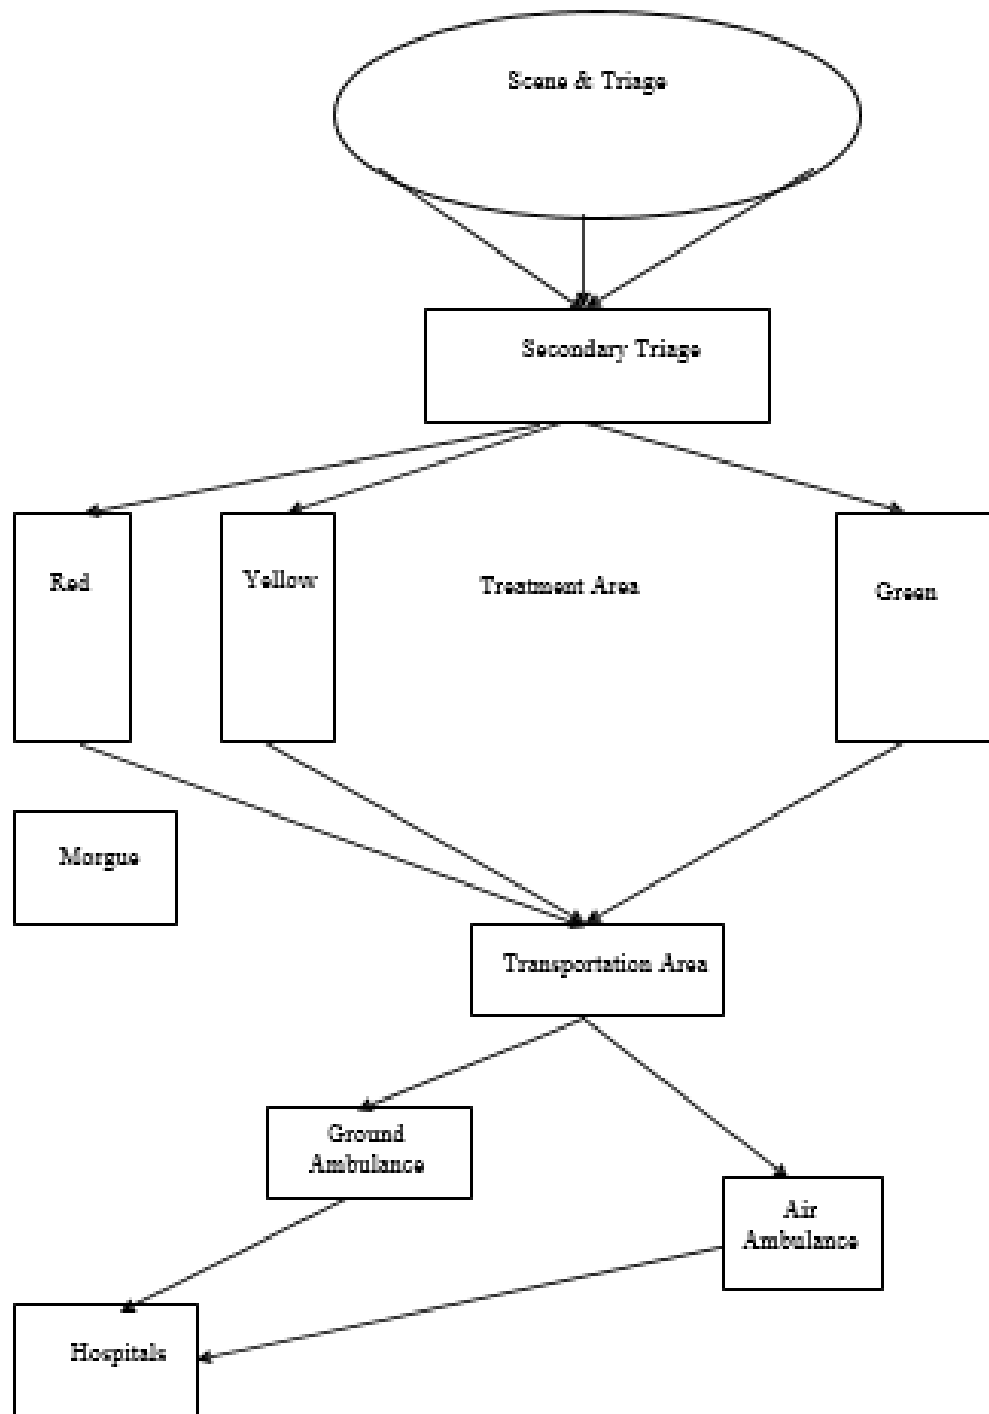 Scene & Triage
Secondary Triage
Red
Yellow
Treatment Area
Green
Morgue
Transportation Area
Ground
Ambulance
Air
Ambulance
Hospitals